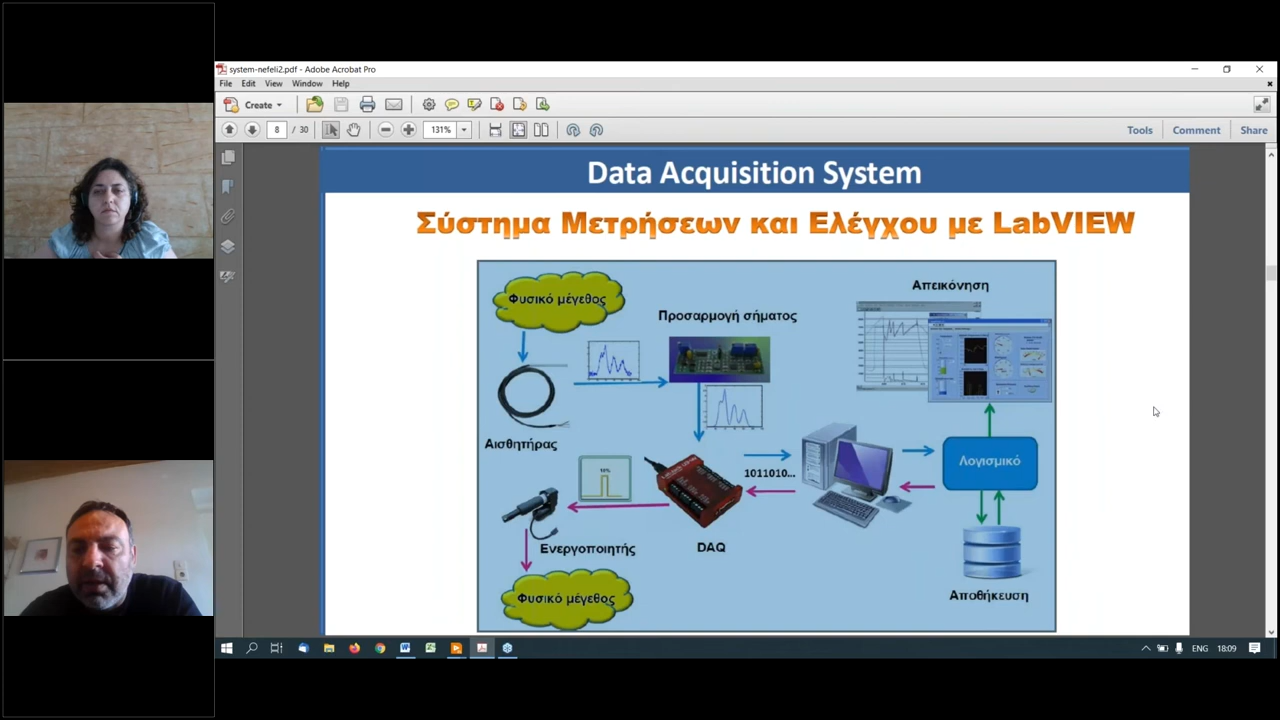 system-nefeli2.pdf - Adobe Acrobat Pro
File Edit View Window Help
Create
8 / 30
131%
Tools Comment Share
Data Acquisition System
Σύστημα Μετρήσεων και Ελέγχου με LabVIEW
Φυσικό μέγεθος
Προσαρμογή σήματος
Απεικόνηση
Αισθητήρας
1011010...
Λογισμικό
Ενεργοποιητής
DAQ
Φυσικό μέγεθος
Αποθήκευση
ENG 18:09